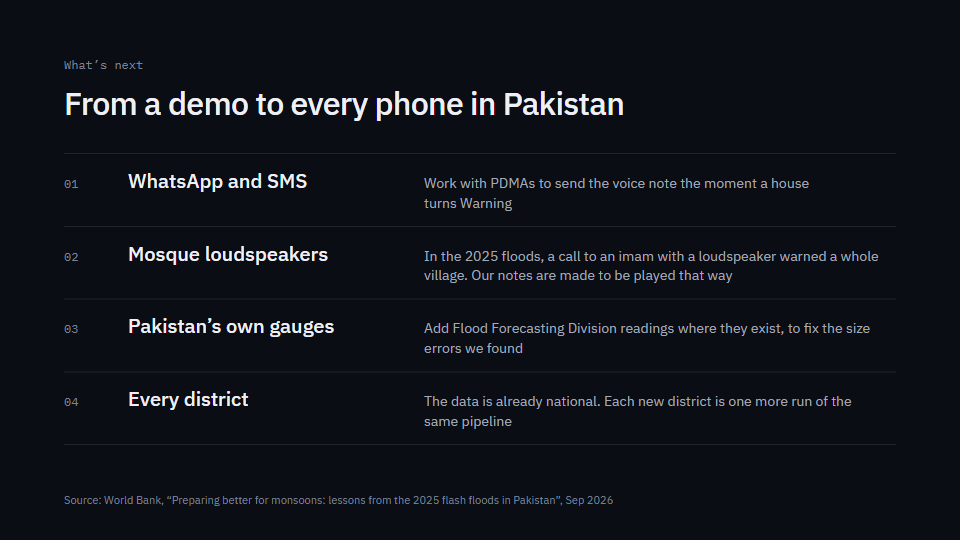 What’s next
From a demo to every phone in Pakistan
01
WhatsApp and SMS
Work with PDMAs to send the voice note the moment a house
turns Warning
02
Mosque loudspeakers
In the 2025 floods, a call to an imam with a loudspeaker warned a whole
village. Our notes are made to be played that way
03
Pakistan’s own gauges
Add Flood Forecasting Division readings where they exist, to fix the size
errors we found
04
Every district
The data is already national. Each new district is one more run of the
same pipeline
Source: World Bank, “Preparing better for monsoons: lessons from the 2025 flash floods in Pakistan”, Sep 2026